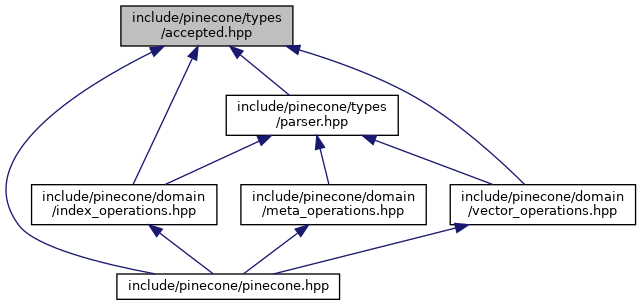 include/pinecone/types
/accepted.hpp
include/pinecone/types
/parser.hpp
include/pinecone/domain
/index_operations.hpp
include/pinecone/domain
/meta_operations.hpp
include/pinecone/domain
/vector_operations.hpp
include/pinecone/pinecone.hpp